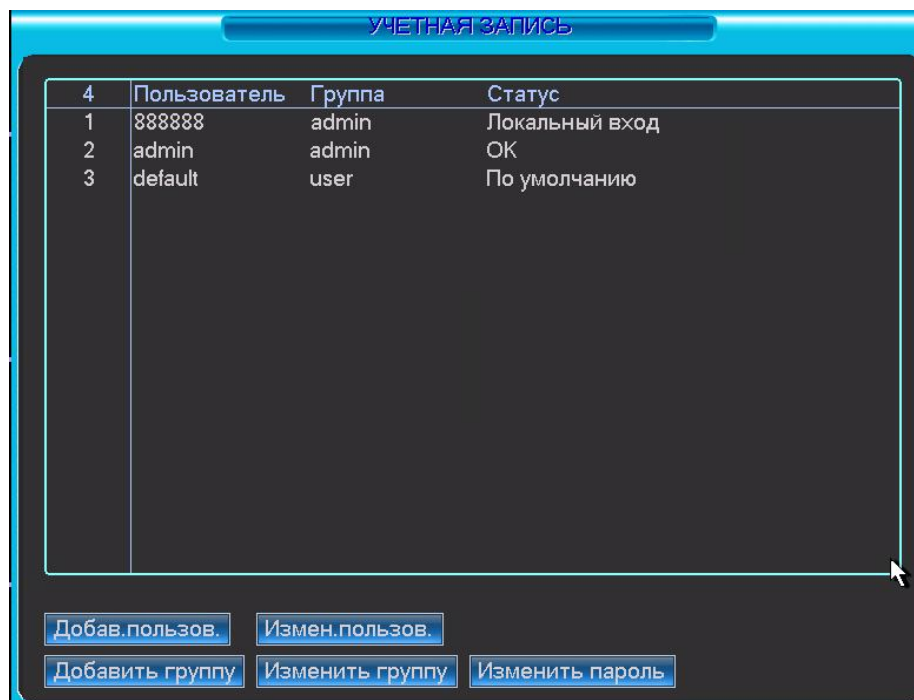 УЧЕТНАЯ ЗАПИСЬ
4 Пользователь Группа Статус
1 888888 admin Локальный вход
2 admin admin OK
3 default user По умолчанию
Добав.пользов. Измен.пользов.
Добавить группу Изменить группу Изменить пароль